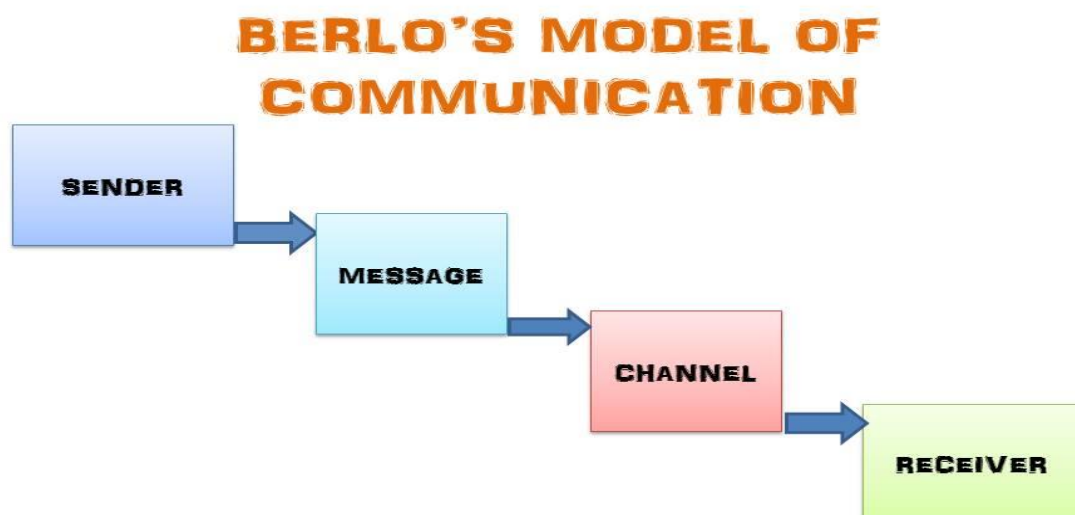 BERLO'S MODEL OF
COMMUNICATION
SENDER
MESSAGE
CHANNEL
RECEIVER